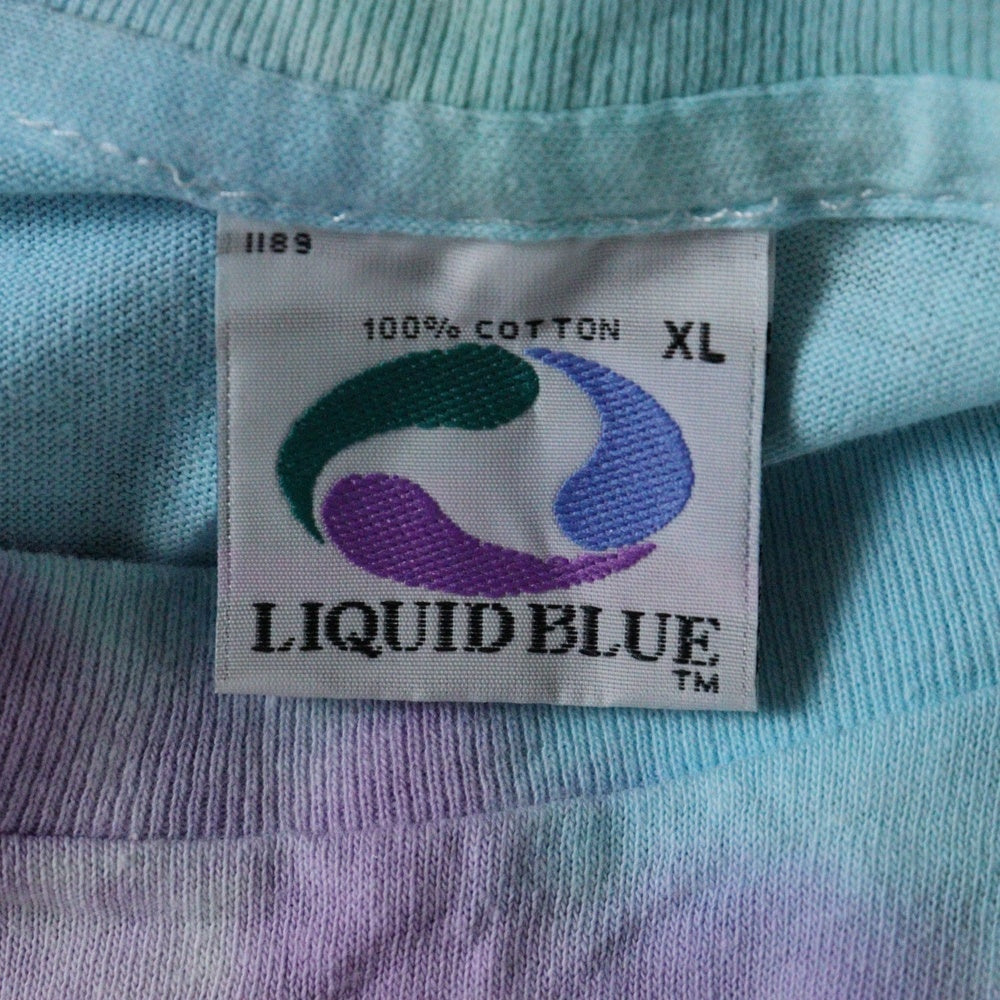 1189
100% COTTON XL
LIQUID BLUE
TM